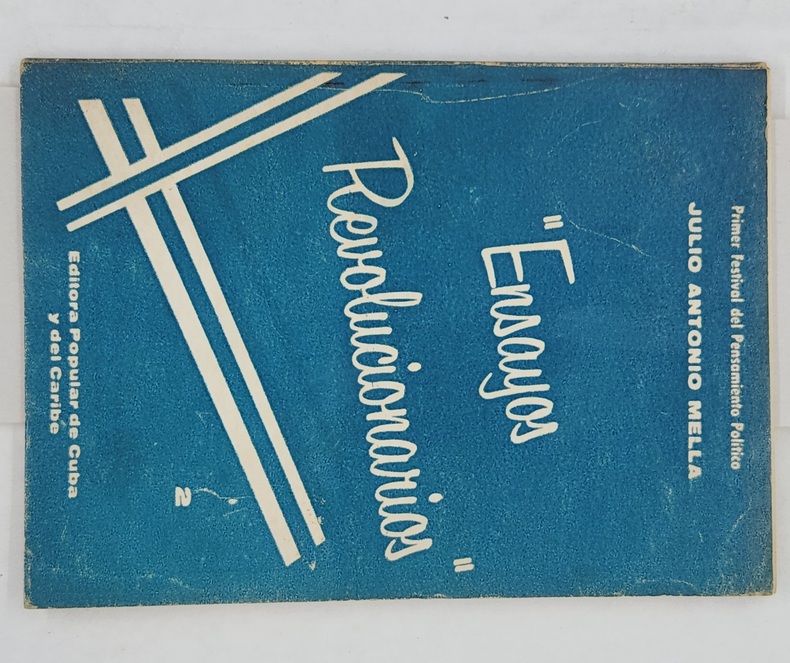 Primer Festival del Pensamiento Político
JULIO ANTONIO MELLA
"Ensayos
Revolucionarios"
2
Editora Popular de Cuba
y del Caribe